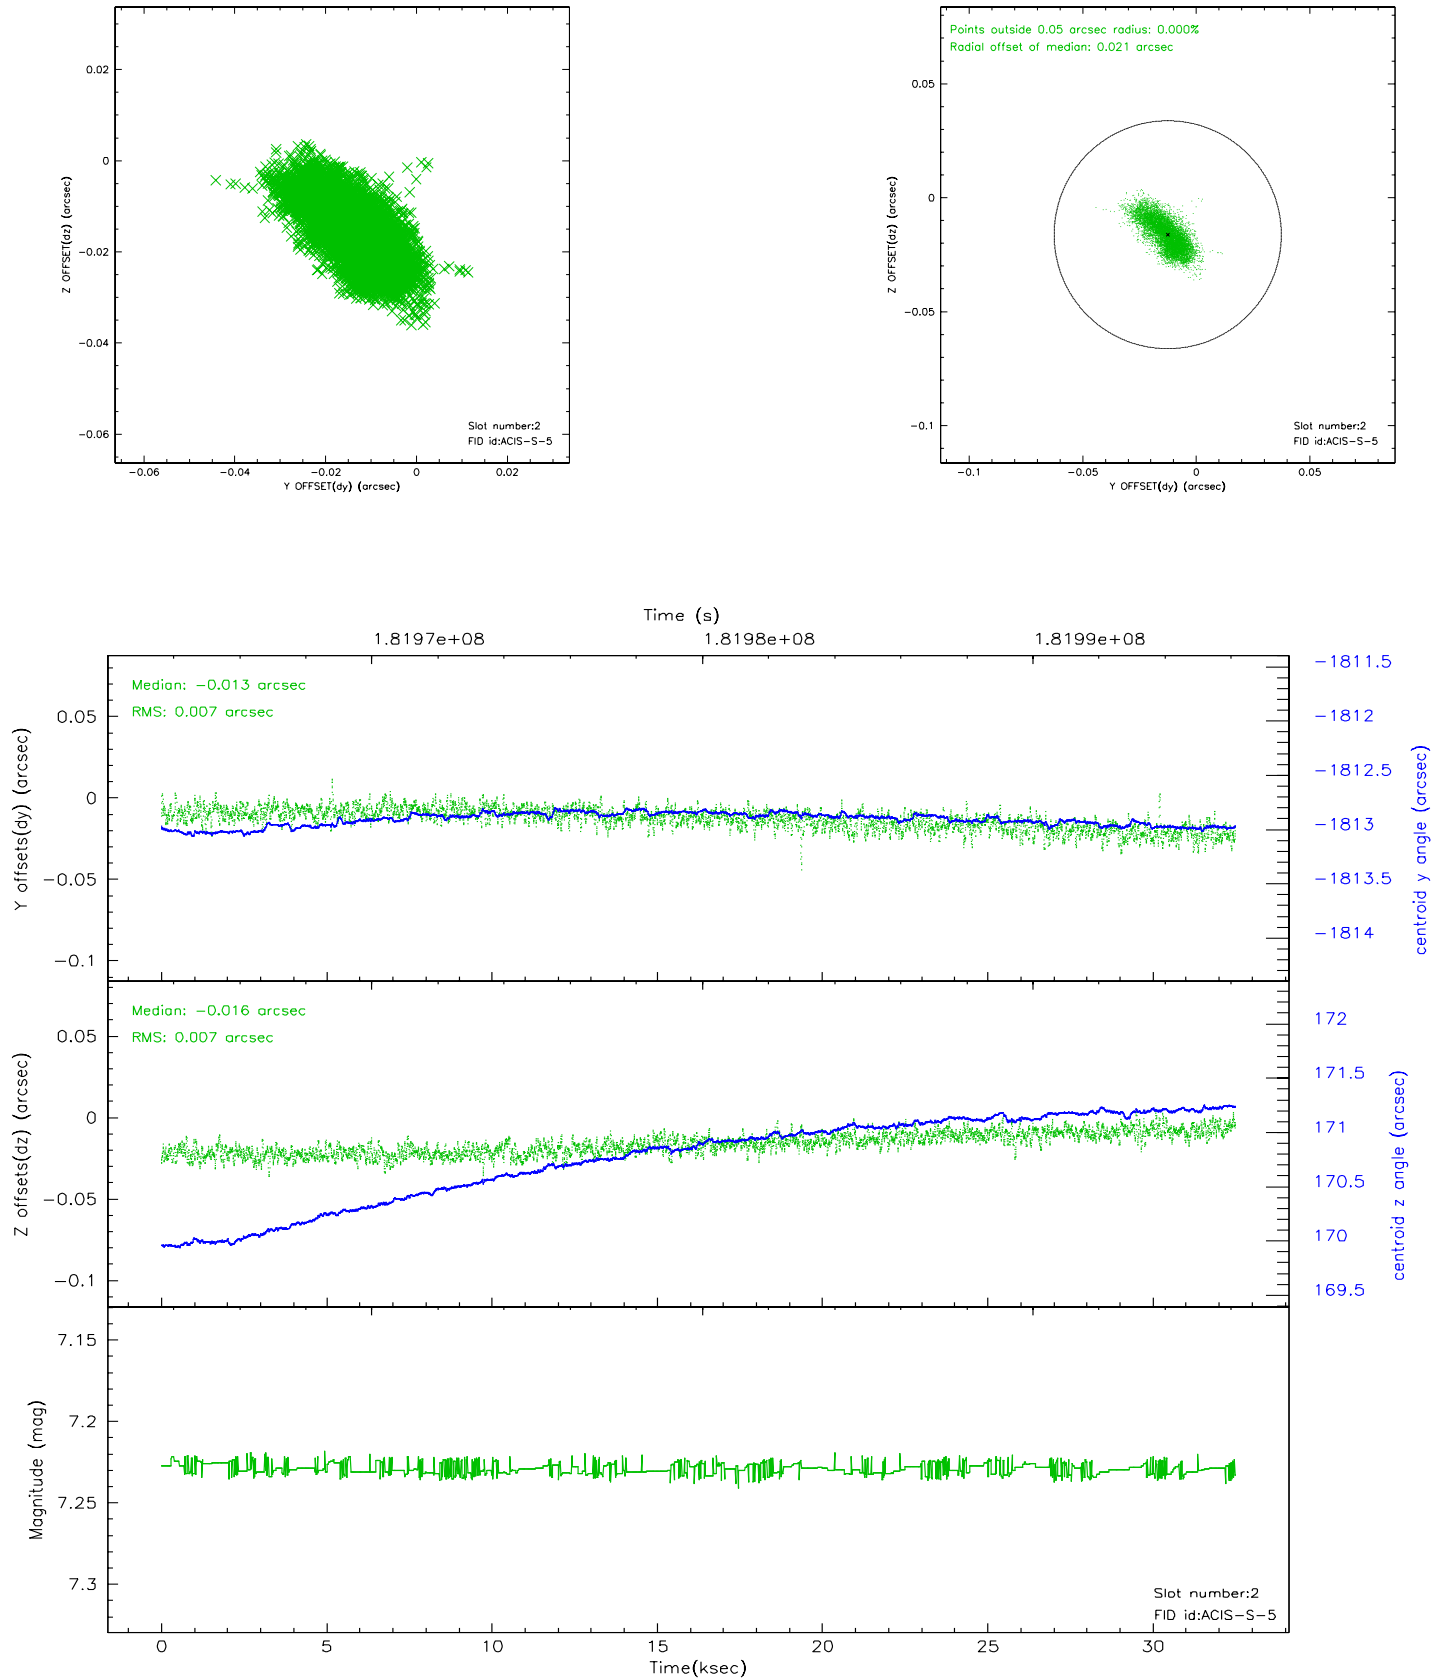 0.02
0
−0.02
−0.04
−0.06
Z OFFSET(dz) (arcsec)
Slot number:2
FID id:ACIS−S−5
−0.06 −0.04 −0.02 0 0.02
Y OFFSET(dy) (arcsec)
Points outside 0.05 arcsec radius: 0.000%
Radial offset of median: 0.021 arcsec
0.05
0
−0.05
−0.1
Z OFFSET(dz) (arcsec)
Slot number:2
FID id:ACIS−S−5
−0.1 −0.05 0 0.05
Y OFFSET(dy) (arcsec)
Time (s)
1.8197e+08 1.8198e+08 1.8199e+08
Median: −0.013 arcsec
RMS: 0.007 arcsec
0.05
0
−0.05
−0.1
Y offsets(dy) (arcsec)
−1811.5
−1812
−1812.5
−1813
−1813.5
−1814
centroid y angle (arcsec)
Median: −0.016 arcsec
RMS: 0.007 arcsec
0.05
0
−0.05
−0.1
Z offsets(dz) (arcsec)
172
171.5
171
170.5
170
169.5
centroid z angle (arcsec)
7.15
7.2
7.25
7.3
Magnitude (mag)
Slot number:2
FID id:ACIS−S−5
0 5 10 15 20 25 30
Time(ksec)